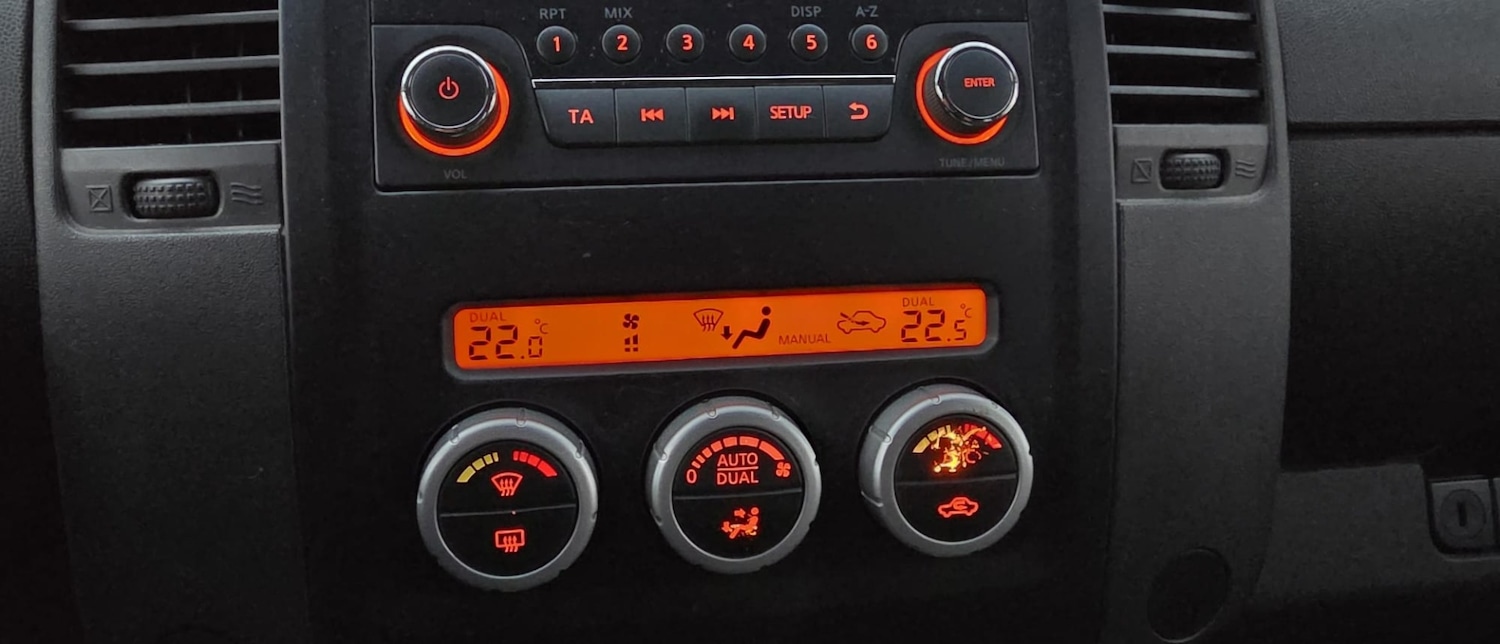 RPT MIX DISP A-Z
1 2 3 4 5 6
ENTER
TA SETUP
VOL TUNE/MENU
DUAL DUAL
22.0 °C MANUAL 22.5 °C
0 AUTO
DUAL